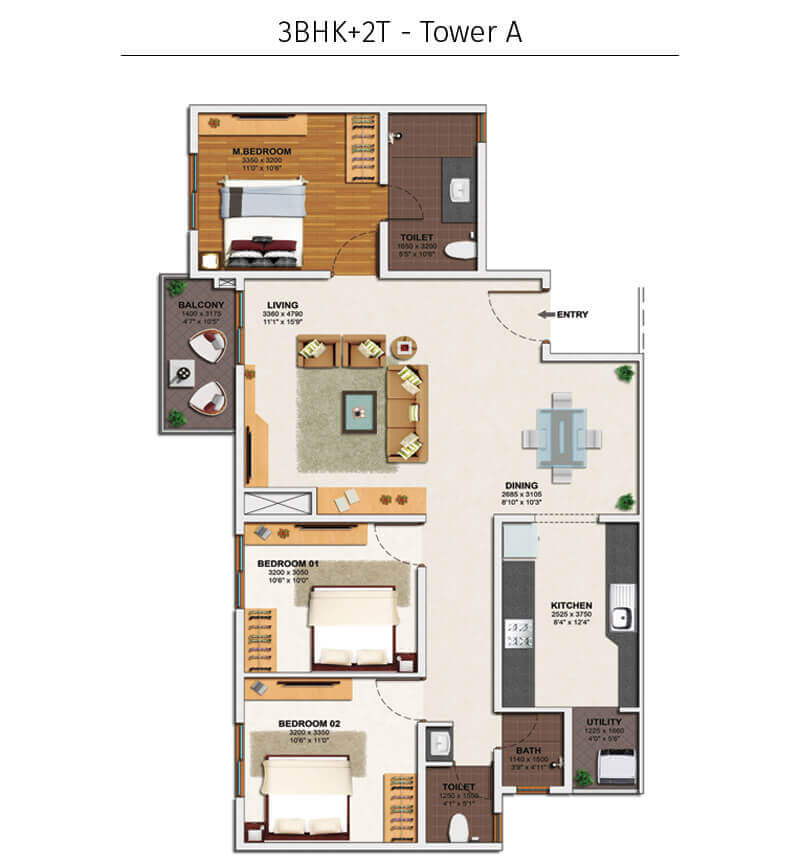 3BHK+2T - Tower A
M.BEDROOM
3350 x 3200
11'0" x 10'6"
TOILET
1650 x 3200
5'5" x 10'6"
BALCONY
1400 x 3175
4'7" x 10'5"
LIVING
3360 x 4790
11'1" x 15'9"
ENTRY
DINING
2685 x 3105
8'10" x 10'3"
BEDROOM 01
3200 x 3050
10'6" x 10'0"
KITCHEN
2525 x 3750
8'4" x 12'4"
BEDROOM 02
3200 x 3350
10'6" x 11'0"
UTILITY
1225 x 1660
4'0" x 5'6"
BATH
1140 x 1500
3'9" x 4'11"
TOILET
1250 x 1550
4'1" x 5'1"